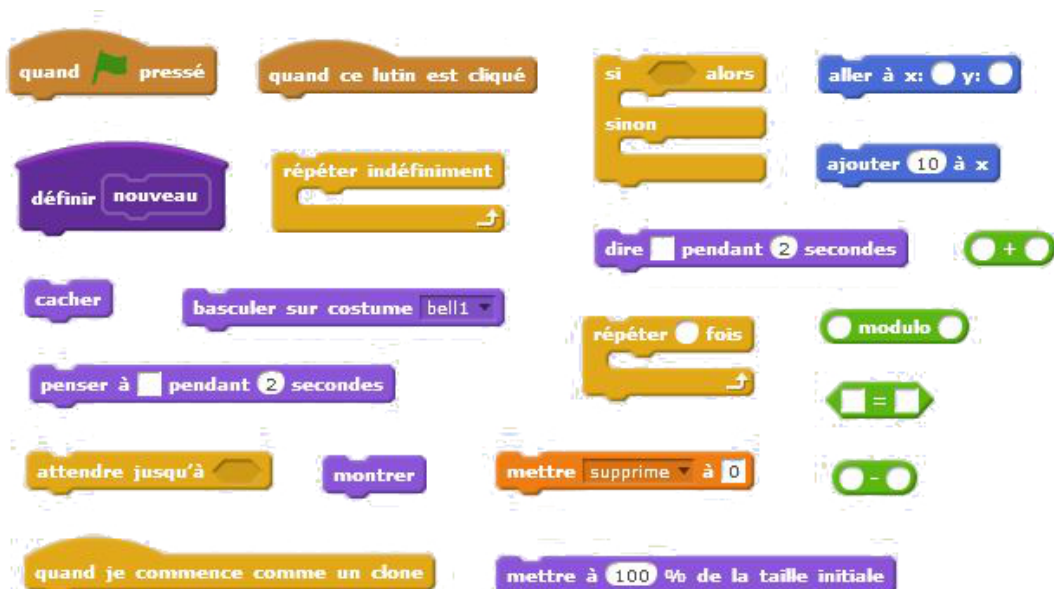 quand pressé
quand ce lutin est cliqué
si alors
sinon
aller à x: y:
définir nouveau
répéter indéfiniment
ajouter 10 à x
dire pendant 2 secondes
+
cacher
basculer sur costume bell1
répéter fois
modulo
penser à pendant 2 secondes
=
attendre jusqu'à
montrer
mettre supprime à 0
-
quand je commence comme un clone
mettre à 100 % de la taille initiale